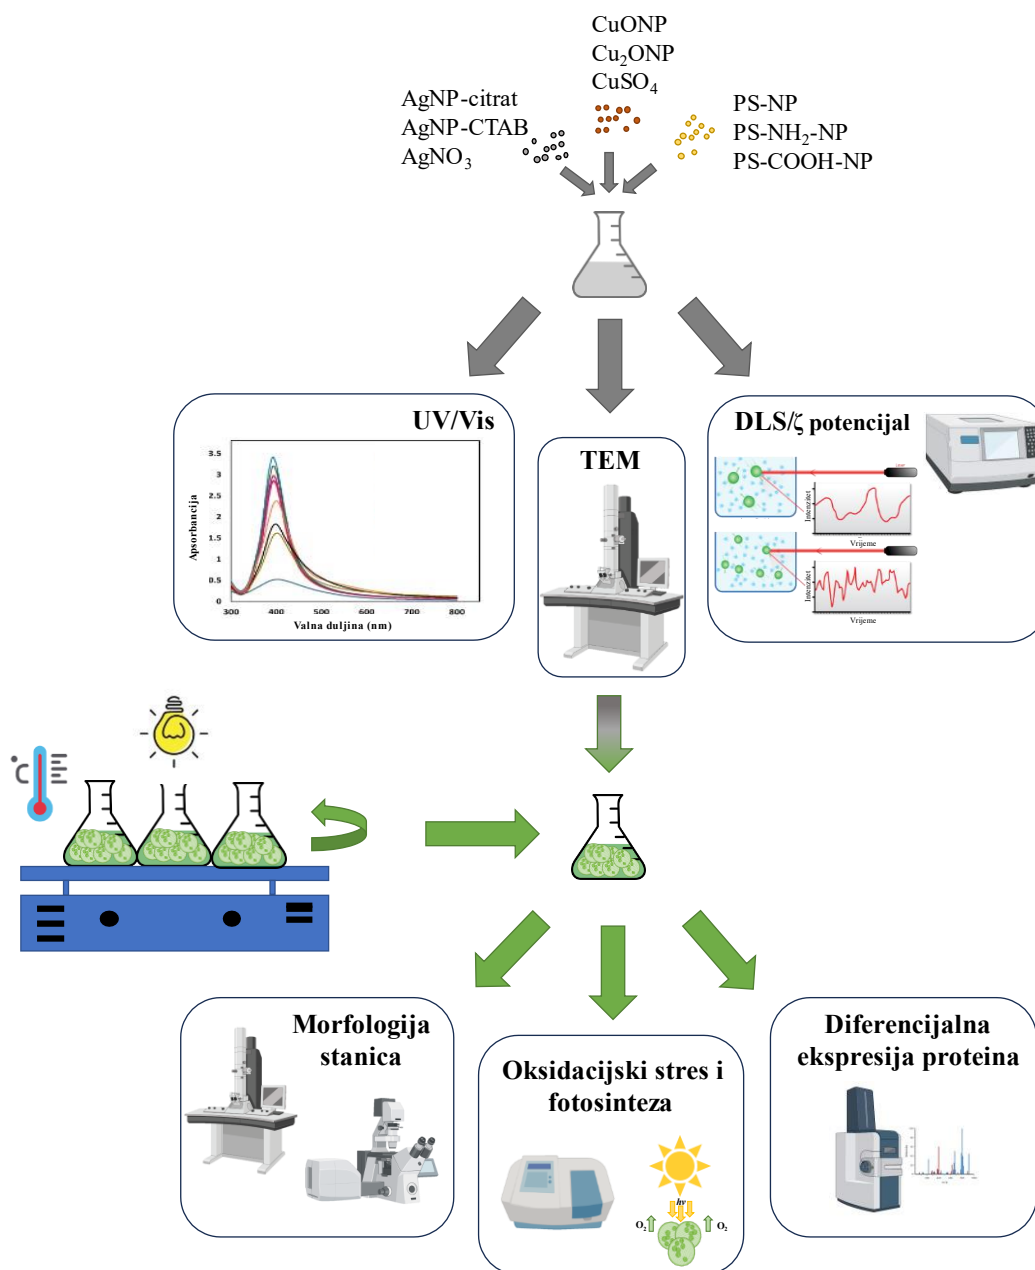 CuONP
Cu₂ONP
CuSO₄
AgNP-citrat
AgNP-CTAB
AgNO₃
PS-NP
PS-NH₂-NP
PS-COOH-NP
UV/Vis
3.5
3
2.5
2
1.5
1
0.5
0
300 400 500 600 700 800
Apsorbancija
Valna duljina (nm)
TEM
DLS/ζ potencijal
Intenzitet
Vrijeme
Intenzitet
Vrijeme
°C
Morfologija
stanica
Oksidacijski stres i
fotosinteza
hν
O₂ O₂
Diferencijalna
ekspresija proteina